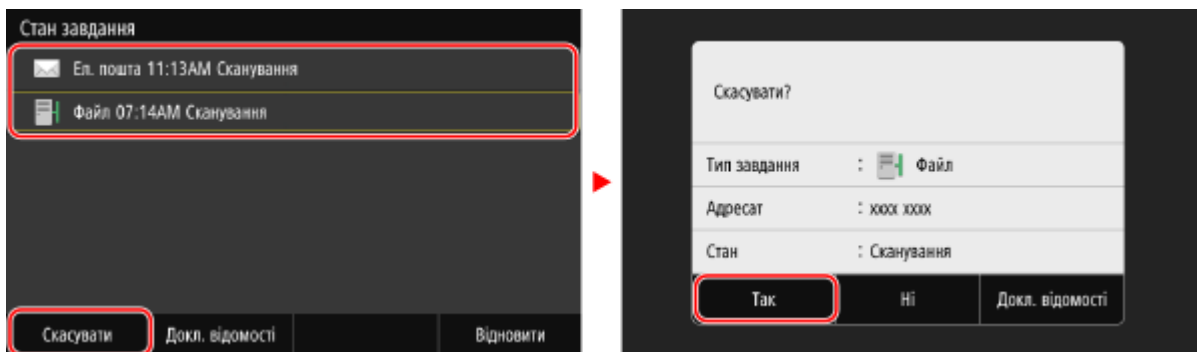 Стан завдання
Ел. пошта 11:13AM Сканування
Файл 07:14AM Сканування
Скасувати Докл. відомості Відновити
Скасувати?
Тип завдання : Файл
Адресат : xxxx xxxx
Стан : Сканування
Так Ні Докл. відомості